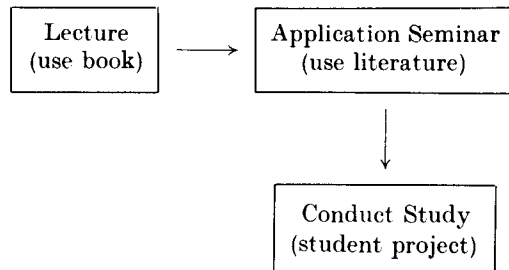 Lecture
(use book)
Application Seminar
(use literature)
Conduct Study
(student project)